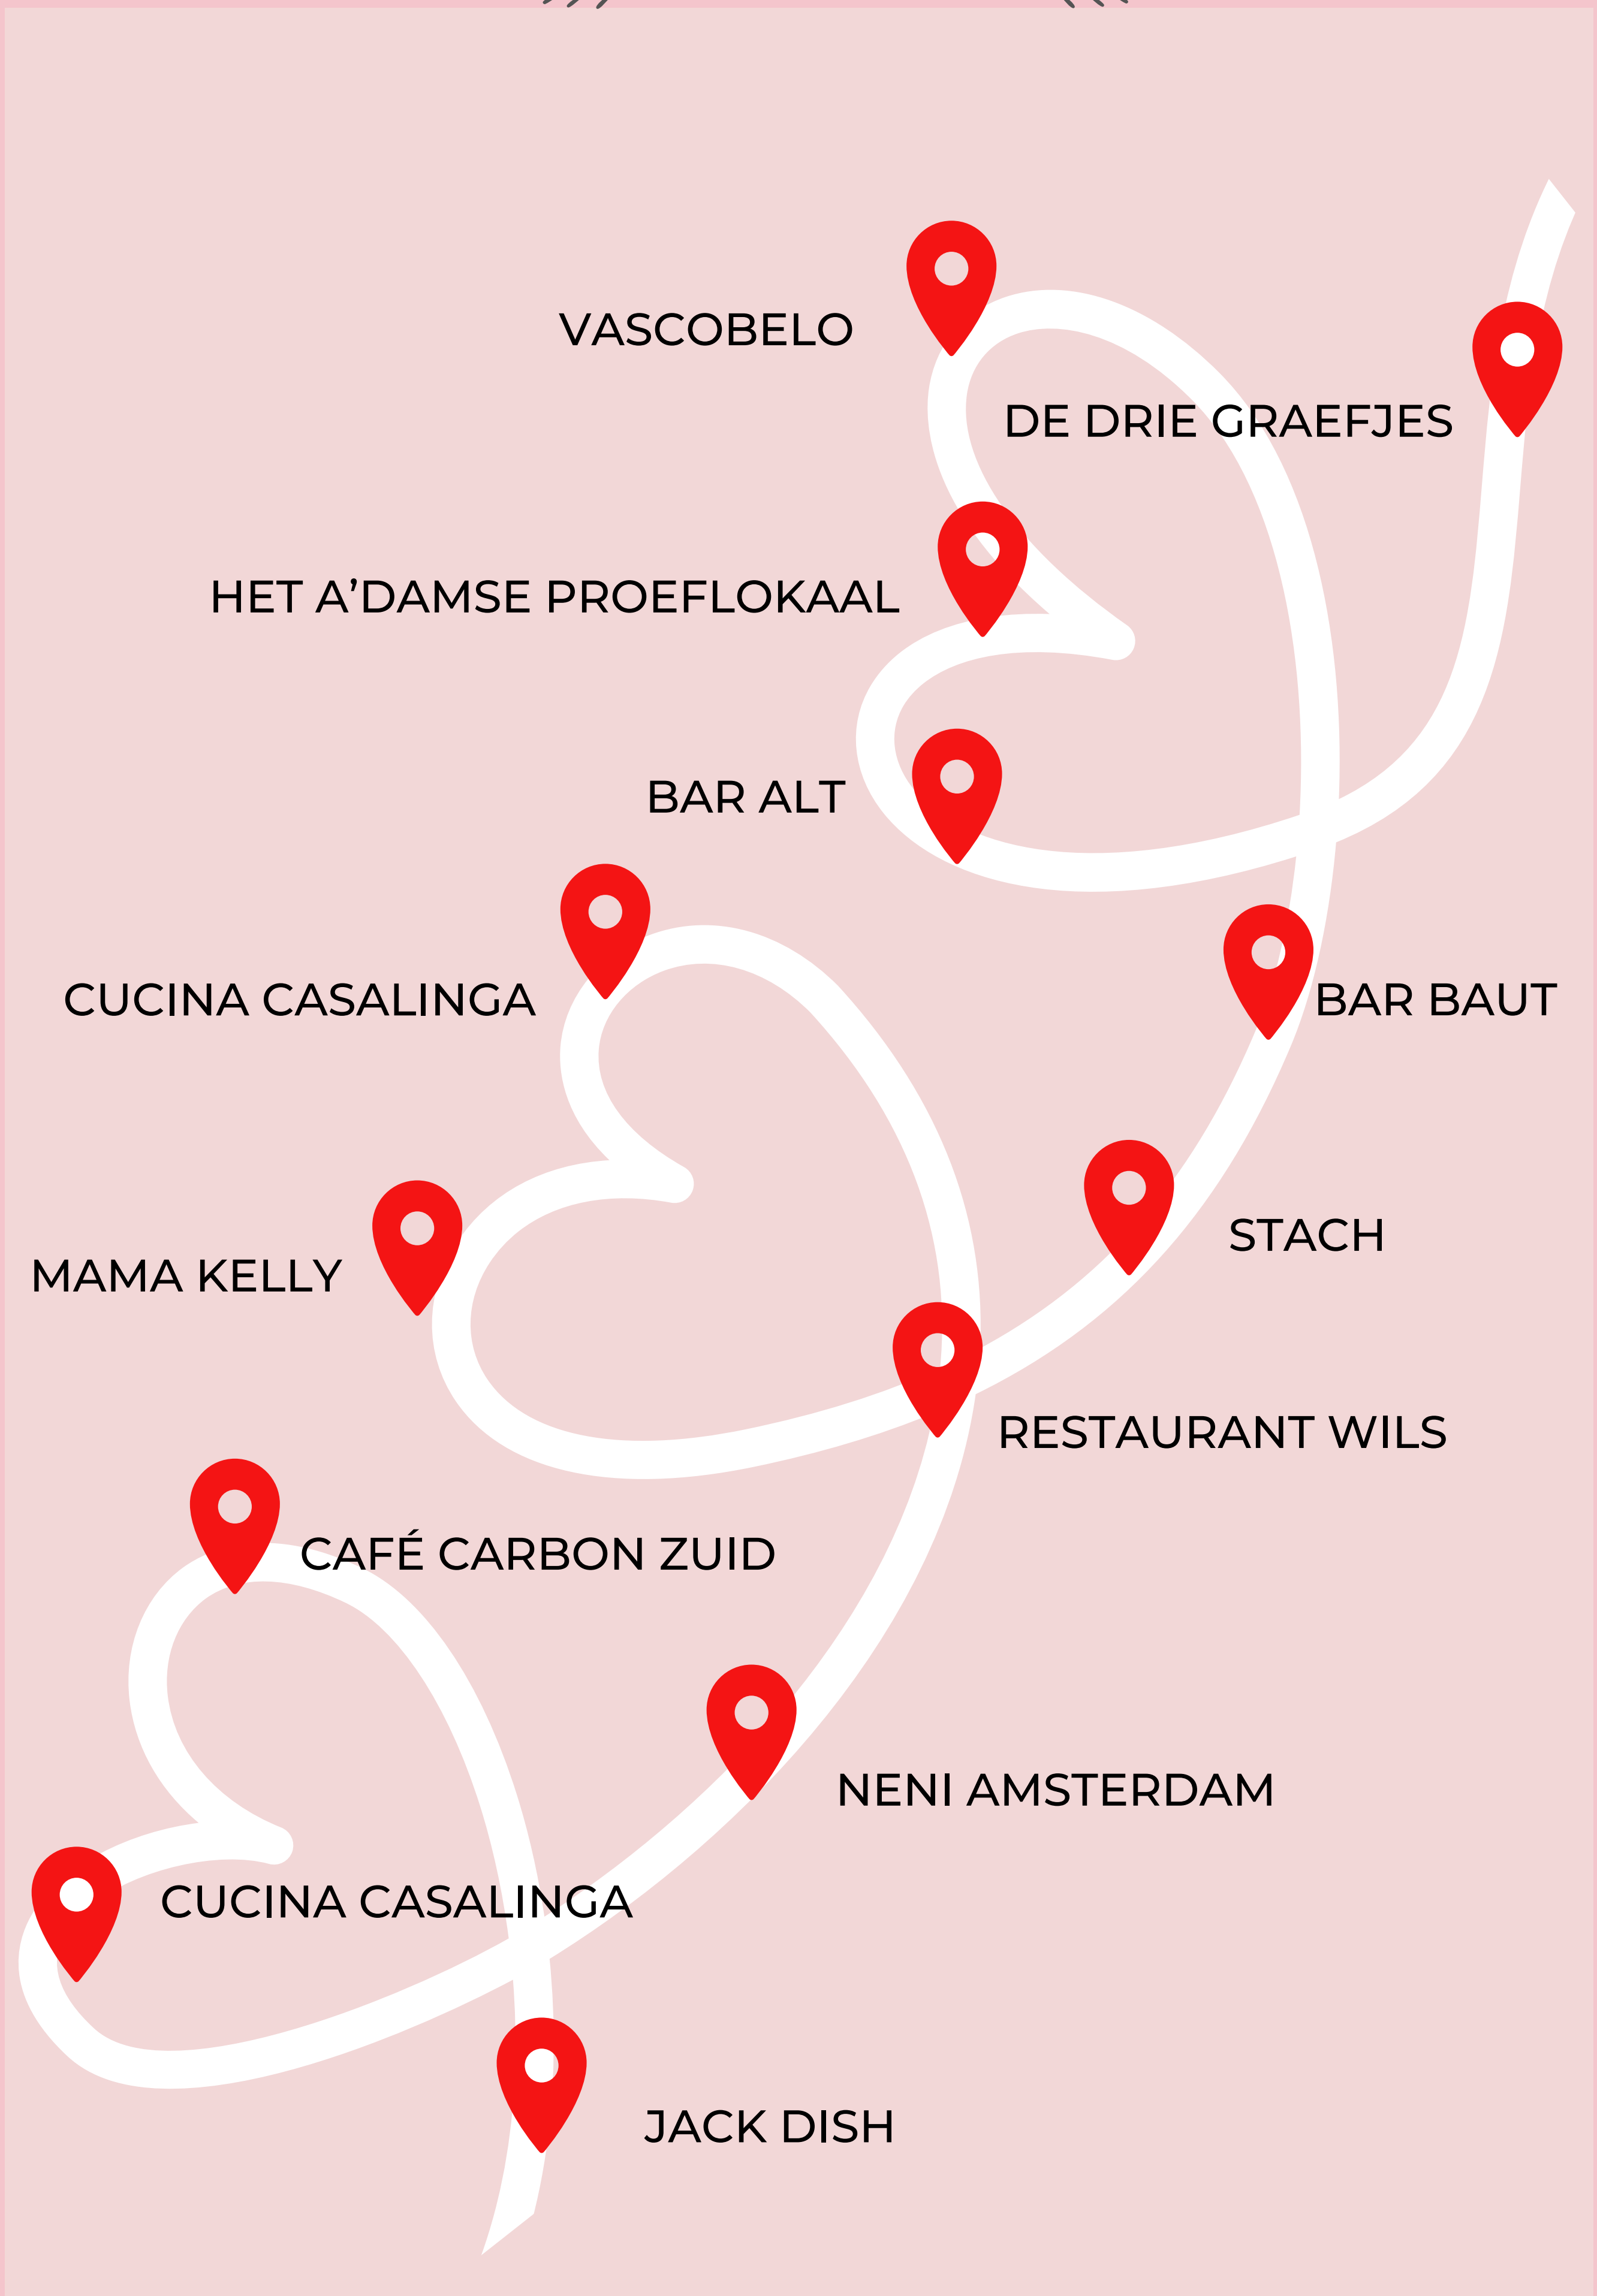 VASCOBELO
DE DRIE GRAEFJES
HET A’DAMSE PROEFLOKAAL
BAR ALT
CUCINA CASALINGA
BAR BAUT
STACH
MAMA KELLY
RESTAURANT WILS
CAFÉ CARBON ZUID
NENI AMSTERDAM
CUCINA CASALINGA
JACK DISH